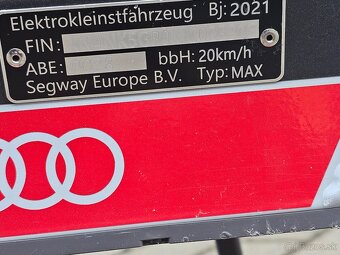 Elektrokleinstfahrzeug Bj: 2021
FIN:
ABE: bbH: 20km/h
Segway Europe B.V. Typ: MAX